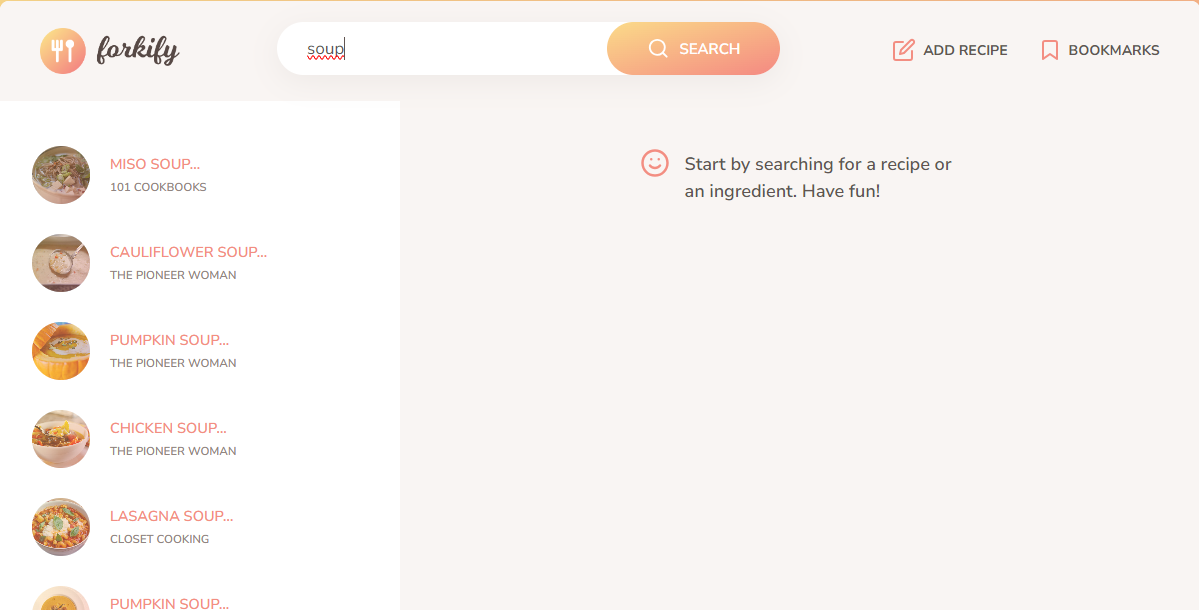 forkify
soup
SEARCH
ADD RECIPE
BOOKMARKS
MISO SOUP...
101 COOKBOOKS
CAULIFLOWER SOUP...
THE PIONEER WOMAN
PUMPKIN SOUP...
THE PIONEER WOMAN
CHICKEN SOUP...
THE PIONEER WOMAN
LASAGNA SOUP...
CLOSET COOKING
PUMPKIN SOUP...
Start by searching for a recipe or
an ingredient. Have fun!